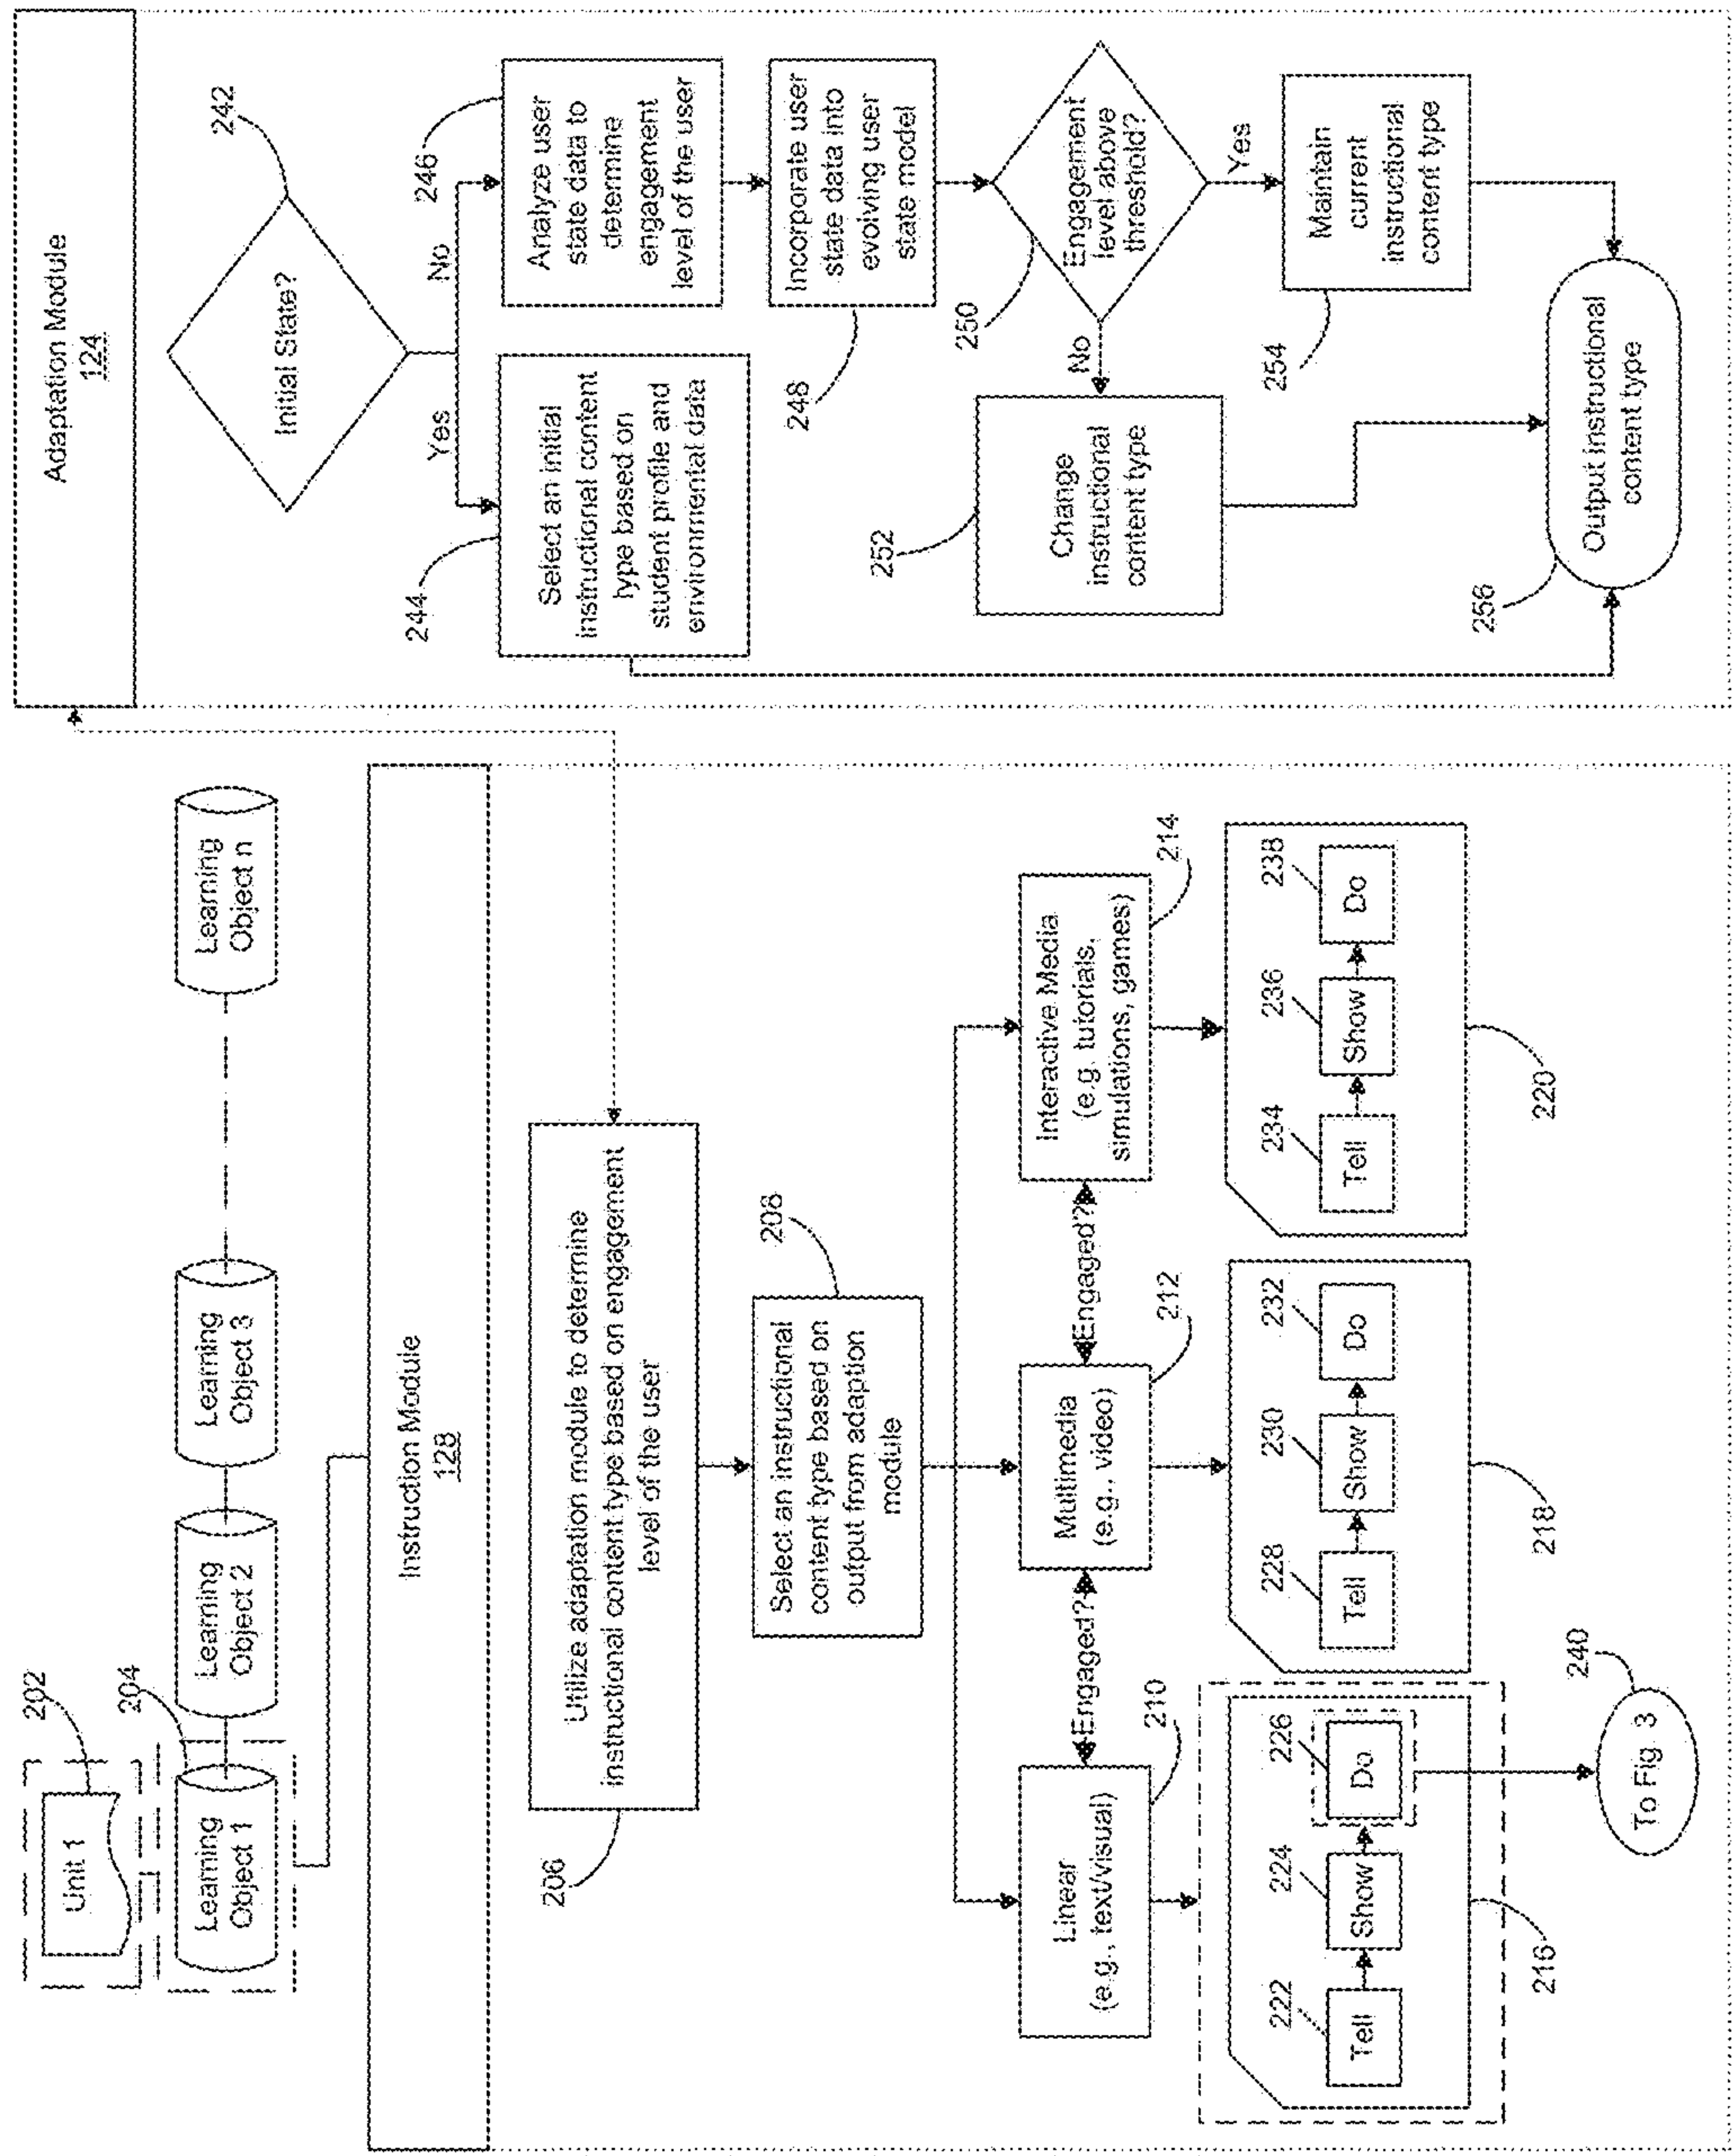 202
Unit 1
204
Learning
Object 1
Learning
Object 2
Learning
Object 3
Learning
Object n
Instruction Module
128
206
Utilize adaptation module to determine
instructional content type based on engagement
level of the user
208
Select an instructional
content type based on
output from adaption
module
Linear
(e.g., text/visual)
210
Engaged?
Multimedia
(e.g., video)
212
Engaged?
Interactive Media
(e.g. tutorials,
simulations, games)
214
222
224
226
Tell
Show
Do
216
228
230
232
Tell
Show
Do
218
234
236
238
Tell
Show
Do
220
240
To Fig. 3
Adaptation Module
124
242
Initial State?
Yes
No
244
Select an initial
instructional content
type based on
student profile and
environmental data
246
Analyze user
state data to
determine
engagement
level of the user
248
Incorporate user
state data into
evolving user
state model
250
Engagement
level above
threshold?
No
Yes
252
Change
instructional
content type
254
Maintain
current
instructional
content type
256
Output instructional
content type